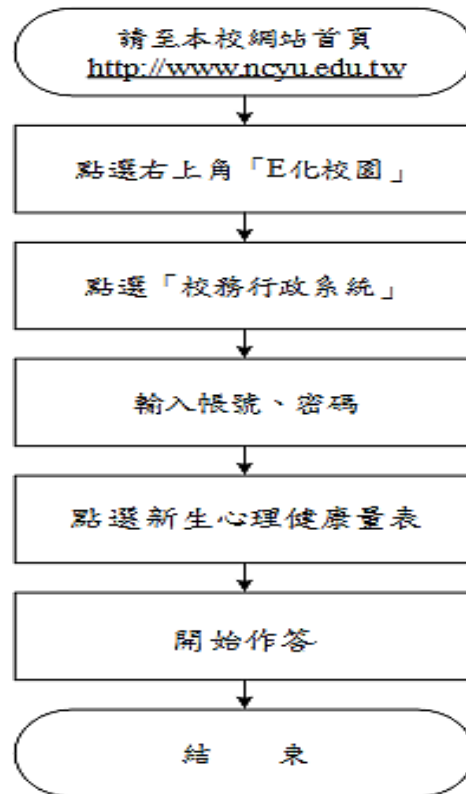 請至本校網站首頁
http://www.ncyu.edu.tw
點選右上角「E化校園」
點選「校務行政系統」
輸入帳號、密碼
點選新生心理健康量表
開始作答
結　　束